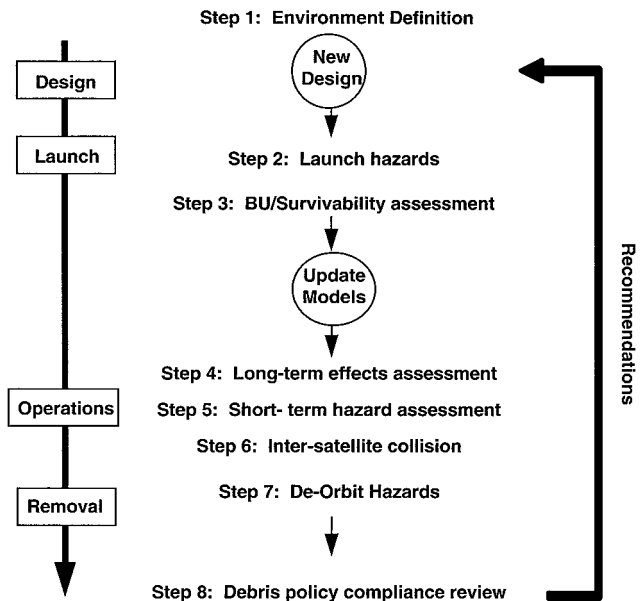 Step 1: Environment Definition
New
Design
Design
Launch
Step 2: Launch hazards
Step 3: BU/Survivability assessment
Update
Models
Recommendations
Step 4: Long-term effects assessment
Operations
Step 5: Short- term hazard assessment
Step 6: Inter-satellite collision
Removal
Step 7: De-Orbit Hazards
Step 8: Debris policy compliance review